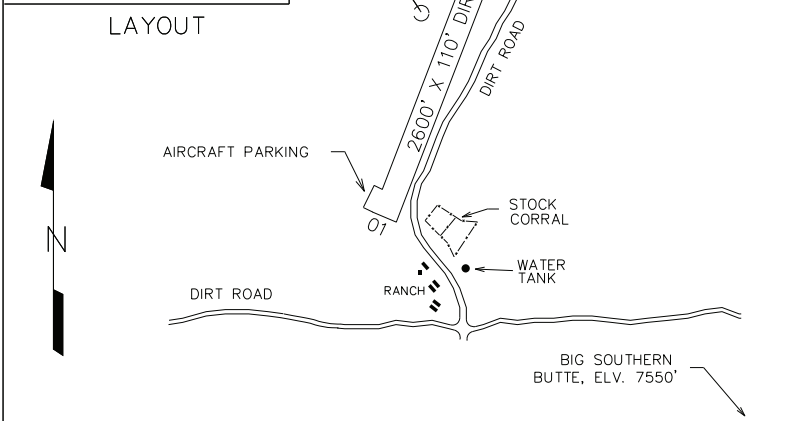 LAYOUT
2600' X 110' DIR
DIRT ROAD
AIRCRAFT PARKING
01
STOCK
CORRAL
N
WATER
TANK
RANCH
DIRT ROAD
BIG SOUTHERN
BUTTE, ELV. 7550'